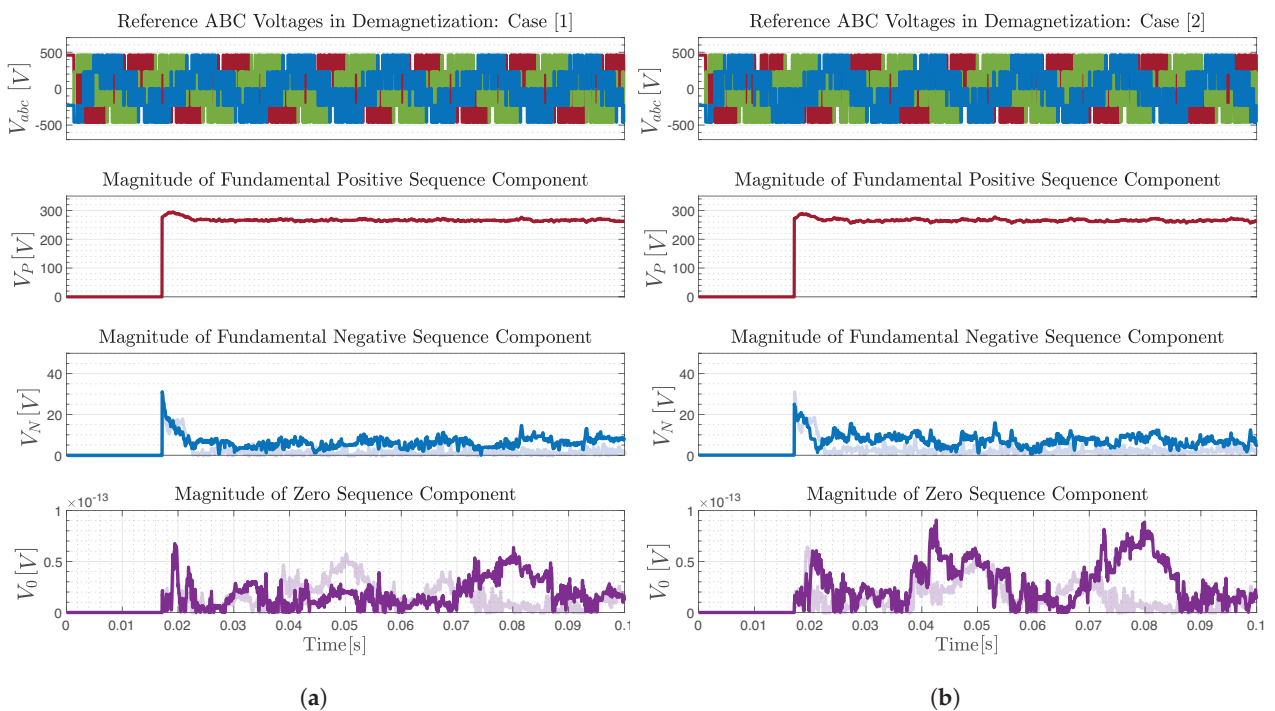 Reference ABC Voltages in Demagnetization: Case [1]
500
0
-500
V_abc [V]
Magnitude of Fundamental Positive Sequence Component
300
200
100
0
V_P [V]
Magnitude of Fundamental Negative Sequence Component
40
20
0
V_N [V]
Magnitude of Zero Sequence Component
×10^-13
1
0.5
0
V_0 [V]
0 0.01 0.02 0.03 0.04 0.05 0.06 0.07 0.08 0.09 0.1
Time[s]
(a)
Reference ABC Voltages in Demagnetization: Case [2]
500
0
-500
V_abc [V]
Magnitude of Fundamental Positive Sequence Component
300
200
100
0
V_P [V]
Magnitude of Fundamental Negative Sequence Component
40
20
0
V_N [V]
Magnitude of Zero Sequence Component
×10^-13
1
0.5
0
V_0 [V]
0 0.01 0.02 0.03 0.04 0.05 0.06 0.07 0.08 0.09 0.1
Time[s]
(b)